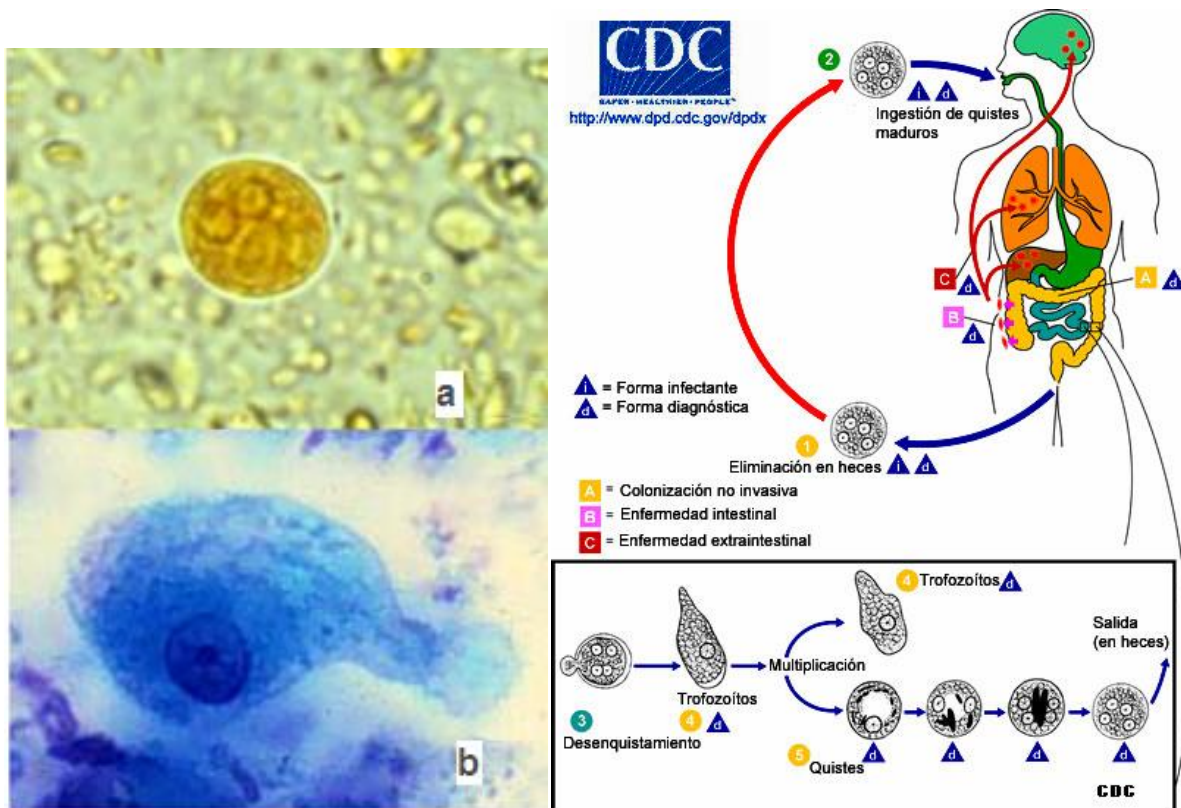 a
b
CDC
SAFER • HEALTHIER • PEOPLE™
http://www.dpd.cdc.gov/dpdx
2
i d
Ingestión de quistes
maduros
C d
A d
B d
i = Forma infectante
d = Forma diagnóstica
1
Eliminación en heces i d
A = Colonización no invasiva
B = Enfermedad intestinal
C = Enfermedad extraintestinal
4 Trofozoítos d
Salida
(en heces)
Multiplicación
Trofozoítos
4 d
3
Desenquistamiento
5 Quistes
d d d d
CDC